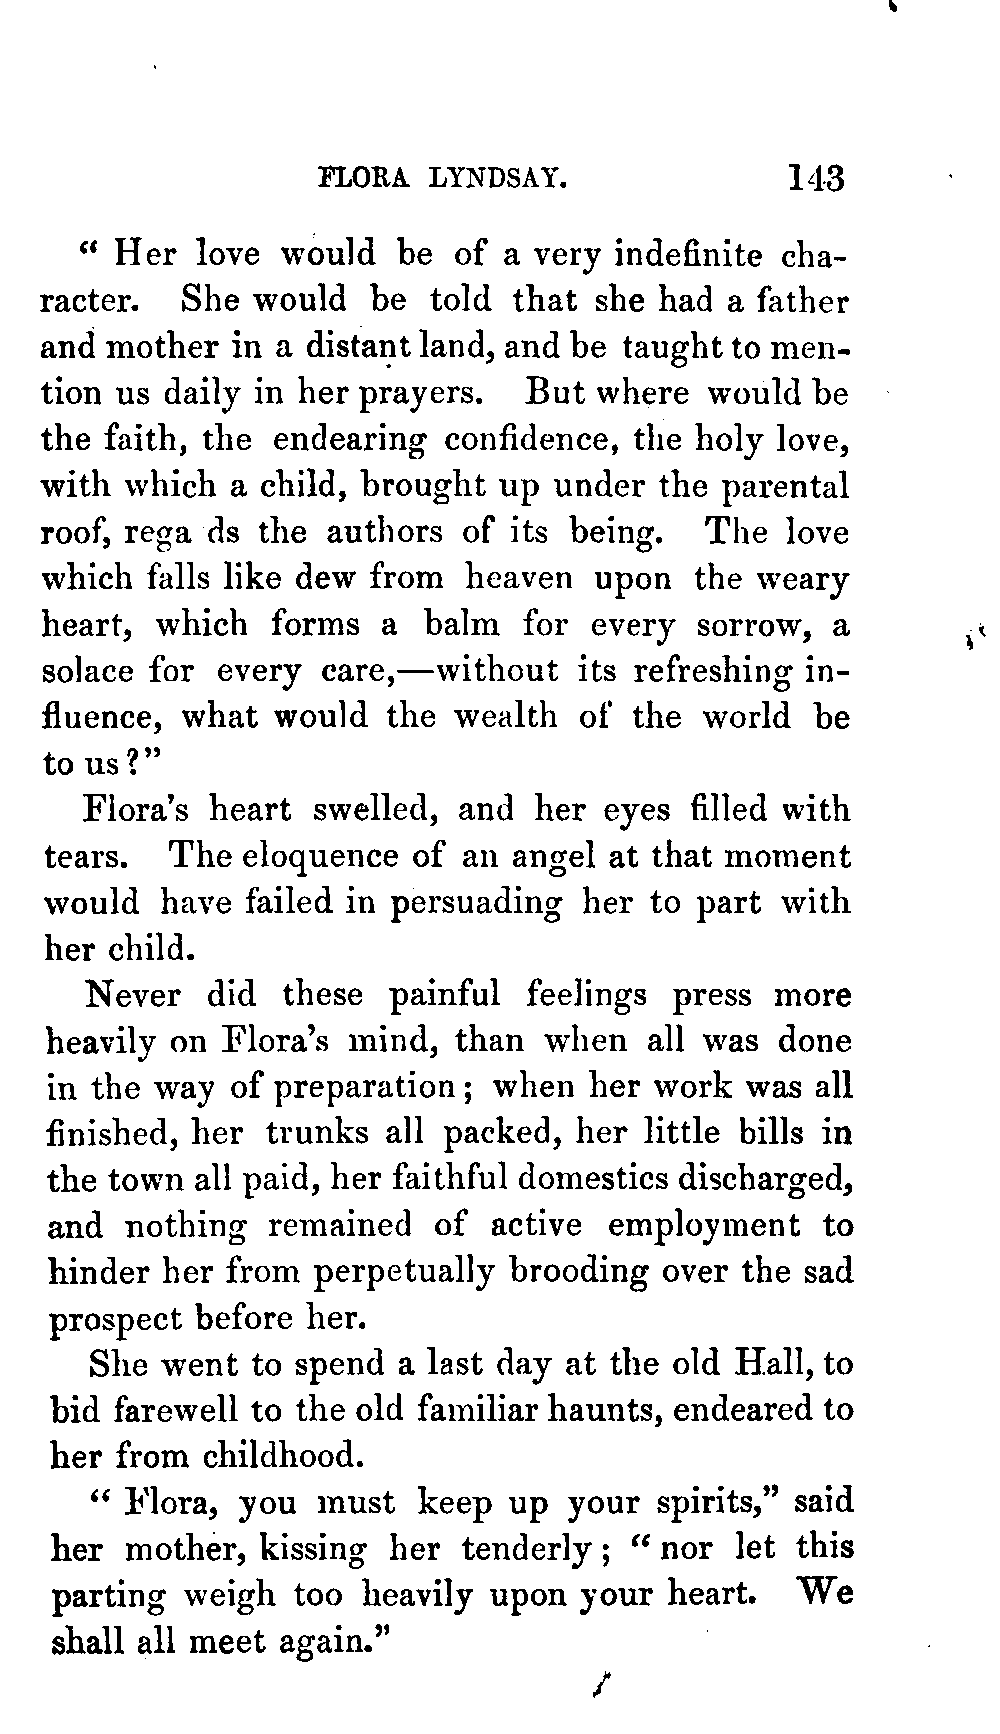 FLORA LYNDSAY. 143
" Her love would be of a very indefinite cha-
racter. She would be told that she had a father
and mother in a distant land, and be taught to men-
tion us daily in her prayers. But where would be
the faith, the endearing confidence, the holy love,
with which a child, brought up under the parental
roof, rega ds the authors of its being. The love
which falls like dew from heaven upon the weary
heart, which forms a balm for every sorrow, a
solace for every care,—without its refreshing in-
fluence, what would the wealth of the world be
to us?"
Flora's heart swelled, and her eyes filled with
tears. The eloquence of an angel at that moment
would have failed in persuading her to part with
her child.
Never did these painful feelings press more
heavily on Flora's mind, than when all was done
in the way of preparation; when her work was all
finished, her trunks all packed, her little bills in
the town all paid, her faithful domestics discharged,
and nothing remained of active employment to
hinder her from perpetually brooding over the sad
prospect before her.
She went to spend a last day at the old Hall, to
bid farewell to the old familiar haunts, endeared to
her from childhood.
" Flora, you must keep up your spirits," said
her mother, kissing her tenderly; " nor let this
parting weigh too heavily upon your heart. We
shall all meet again."